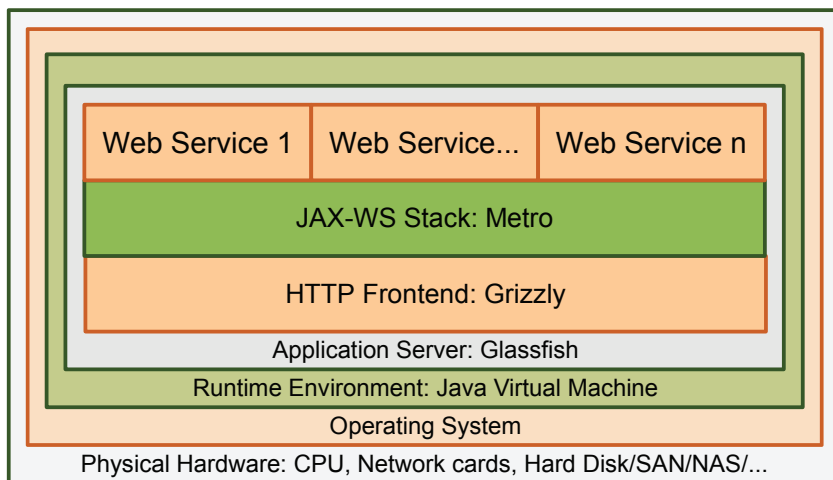 Web Service 1 Web Service... Web Service n
JAX-WS Stack: Metro
HTTP Frontend: Grizzly
Application Server: Glassfish
Runtime Environment: Java Virtual Machine
Operating System
Physical Hardware: CPU, Network cards, Hard Disk/SAN/NAS/...